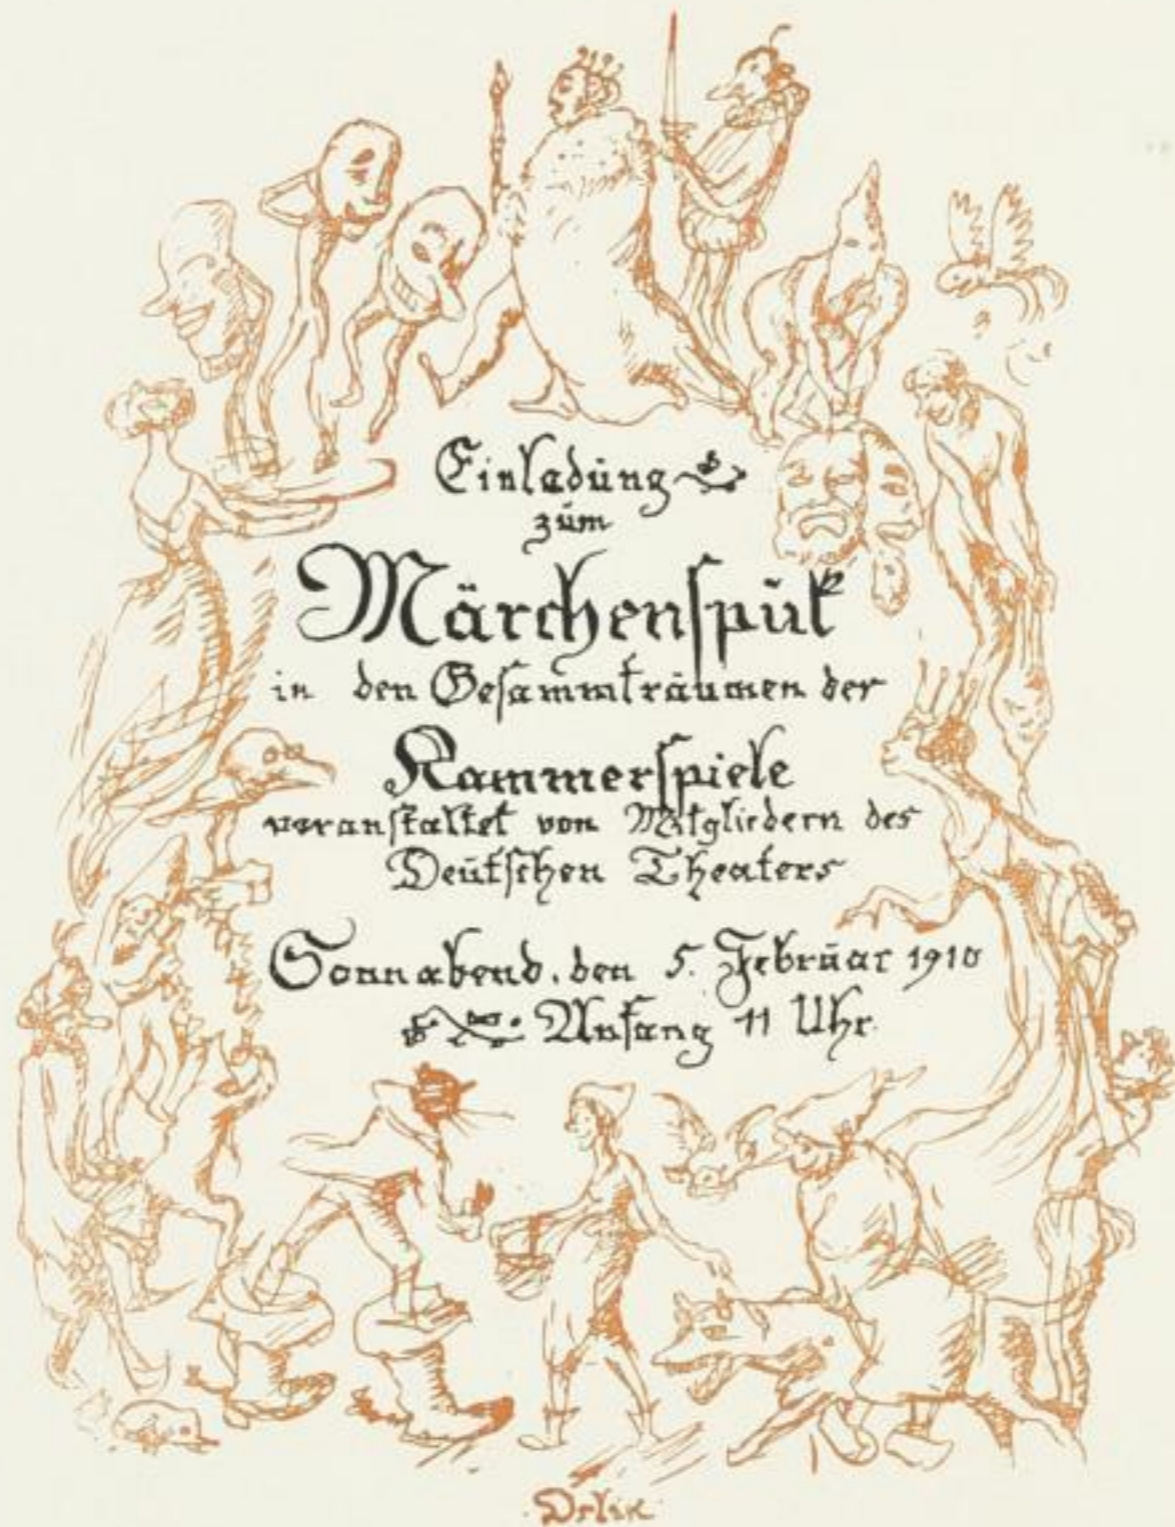 Einladung
zum
Märchenspuk
in den Gesammträumen der
Kammerspiele
veranstaltet von Mitgliedern des
Deutschen Theaters
Sonnabend, den 5. Februar 1910
Anfang 11 Uhr.
Orlik